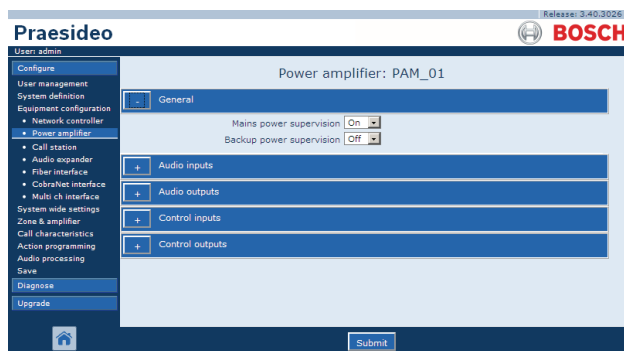 Release: 3.40.3026
Praesideo
BOSCH
User: admin
Configure
User management
System definition
Equipment configuration
• Network controller
• Power amplifier
• Call station
• Audio expander
• Fiber interface
• CobraNet interface
• Multi ch interface
System wide settings
Zone & amplifier
Call characteristics
Action programming
Audio processing
Save
Diagnose
Upgrade
Power amplifier: PAM_01
- General
Mains power supervision On
Backup power supervision Off
+ Audio inputs
+ Audio outputs
+ Control inputs
+ Control outputs
Submit